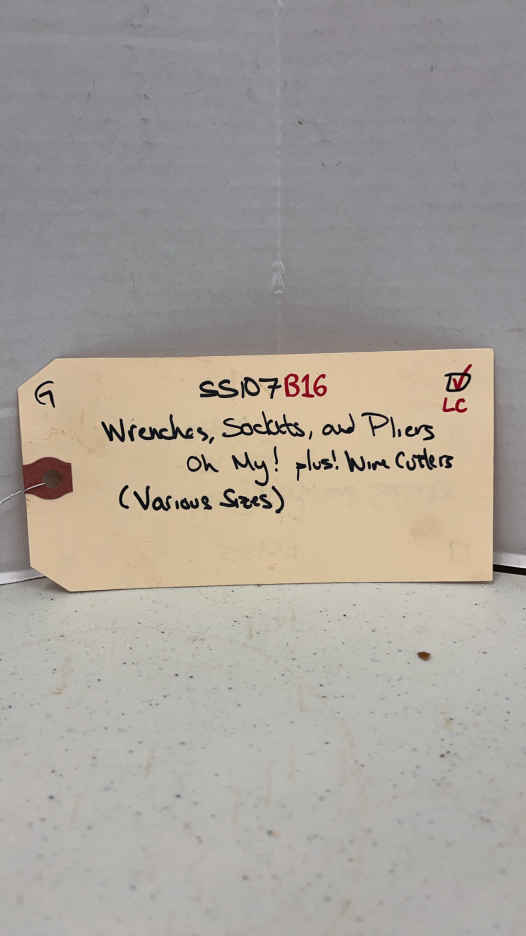 G
SS107B16
LC
Wrenches, Sockets, and Pliers
Oh My! plus! Wire Cutters
(Various Sizes)